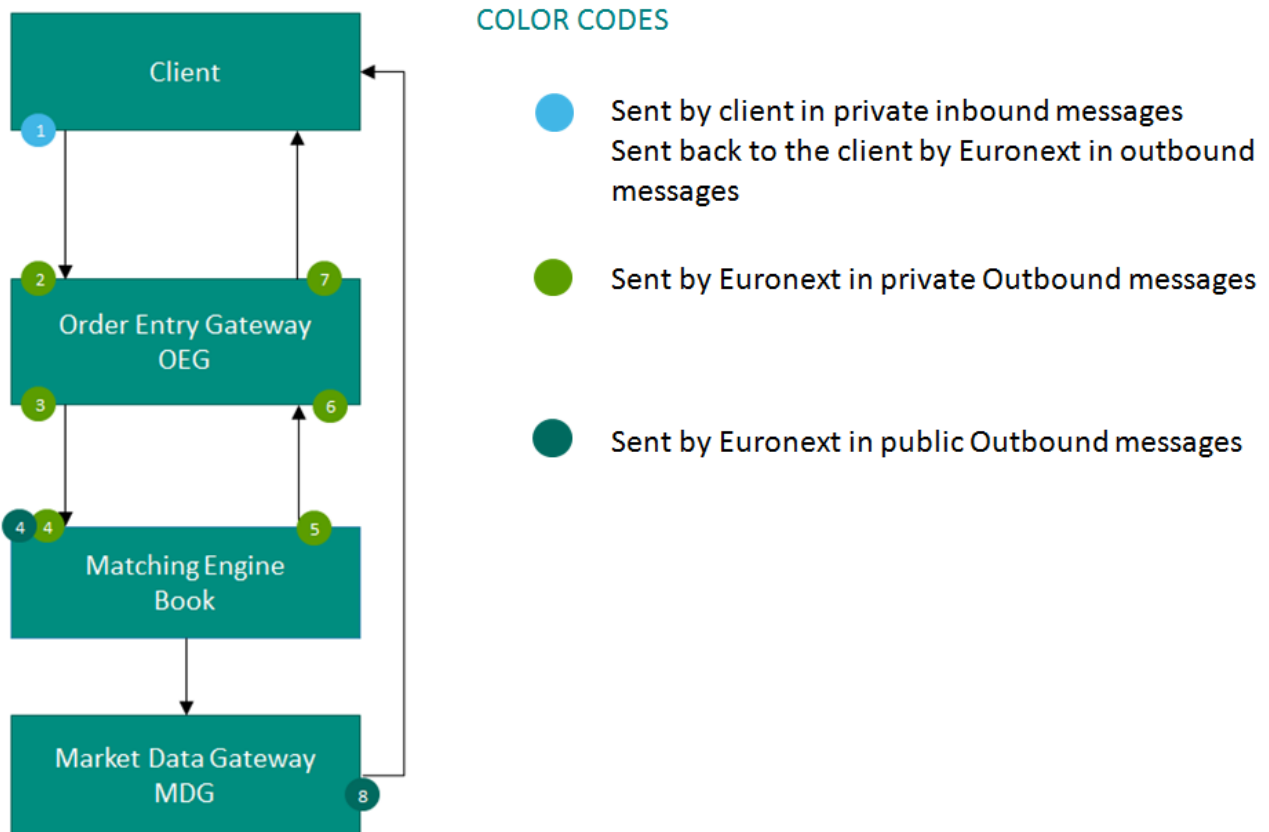 COLOR CODES
Client
1
Sent by client in private inbound messages
Sent back to the client by Euronext in outbound
messages
2
7
Sent by Euronext in private Outbound messages
Order Entry Gateway
OEG
3
6
Sent by Euronext in public Outbound messages
4
4
5
Matching Engine
Book
Market Data Gateway
MDG
8